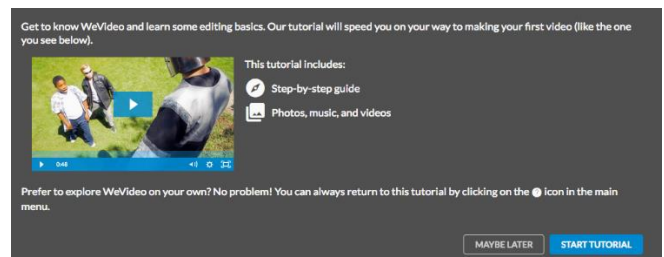 Get to know WeVideo and learn some editing basics. Our tutorial will speed you on your way to making your first video (like the one
you see below).
This tutorial includes:
Step-by-step guide
Photos, music, and videos
0:48
Prefer to explore WeVideo on your own? No problem! You can always return to this tutorial by clicking on the ? icon in the main
menu.
MAYBE LATER
START TUTORIAL